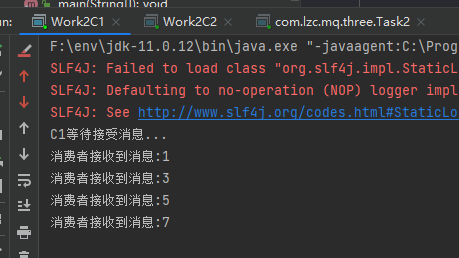 main(String[]): void
un:
Work2C1
Work2C2
com.lzc.mq.three.Task2
F:\env\jdk-11.0.12\bin\java.exe "-javaagent:C:\Prog
SLF4J: Failed to load class "org.slf4j.impl.StaticL
SLF4J: Defaulting to no-operation (NOP) logger impl
SLF4J: See http://www.slf4j.org/codes.html#StaticLo
C1等待接受消息...
消费者接收到消息:1
消费者接收到消息:3
消费者接收到消息:5
消费者接收到消息:7